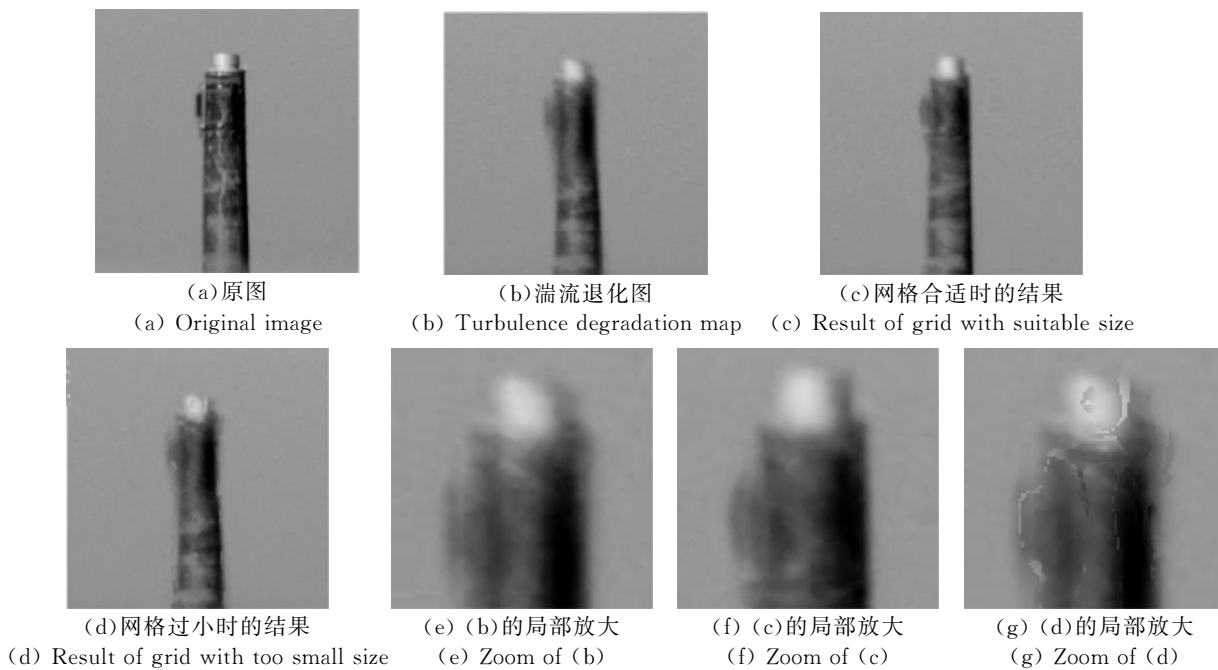 (a)原图
(a) Original image
(b)湍流退化图
(b) Turbulence degradation map
(c)网格合适时的结果
(c) Result of grid with suitable size
(d)网格过小时的结果
(d) Result of grid with too small size
(e) (b)的局部放大
(e) Zoom of (b)
(f) (c)的局部放大
(f) Zoom of (c)
(g) (d)的局部放大
(g) Zoom of (d)